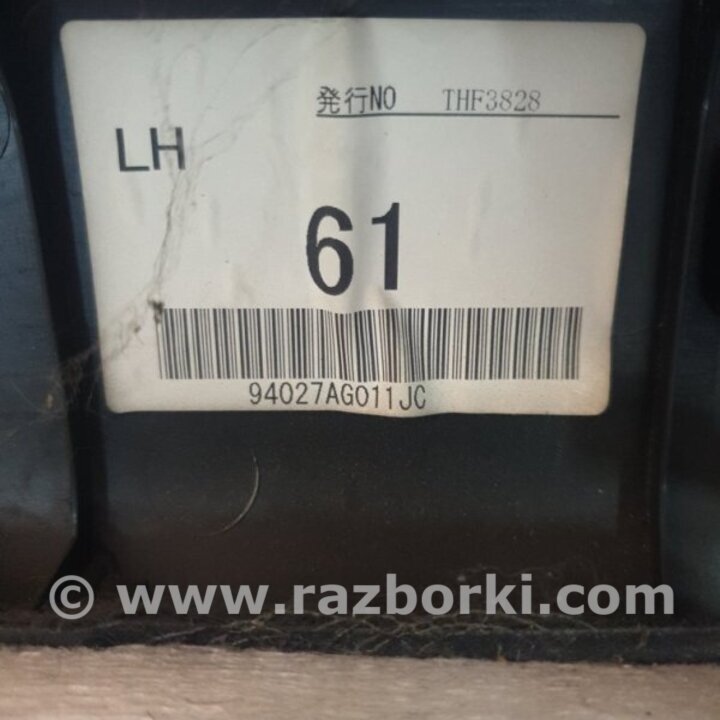 発行NO THF3828
LH
61
94027AG011JC
© www.razborki.com